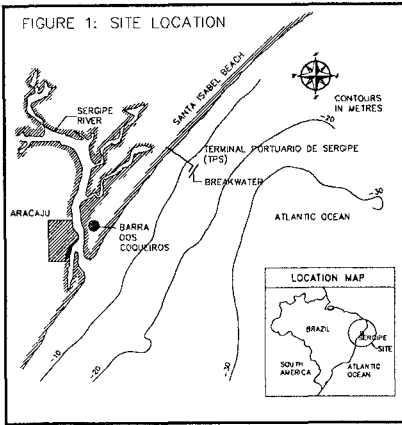 FIGURE 1: SITE LOCATION
SERGIPE
RIVER
SANTA ISABEL BEACH
CONTOURS
IN METRES
-20
TERMINAL PORTUARIO DE SERGIPE
(TPS)
BREAKWATER
-30
ARACAJU
BARRA
DOS
COQUEIROS
ATLANTIC OCEAN
-10
-20
-30
LOCATION MAP
BRAZIL
SERGIPE
SITE
SOUTH
AMERICA
ATLANTIC
OCEAN